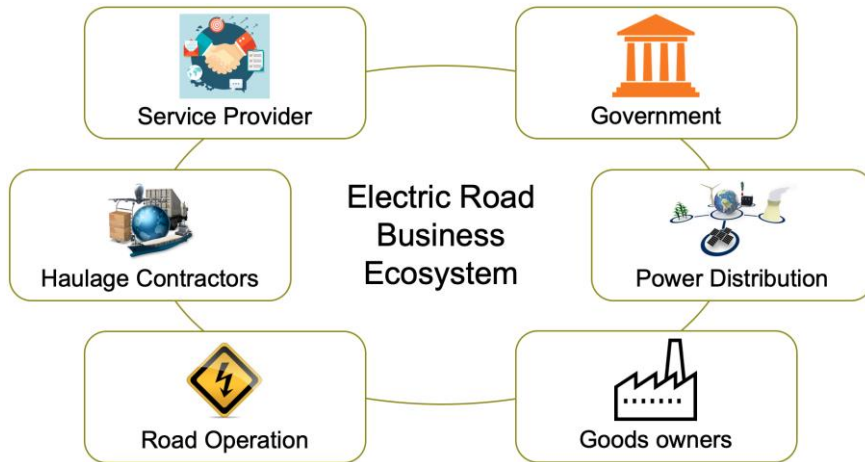 Service Provider
Government
Haulage Contractors
Electric Road
Business
Ecosystem
Power Distribution
Road Operation
Goods owners